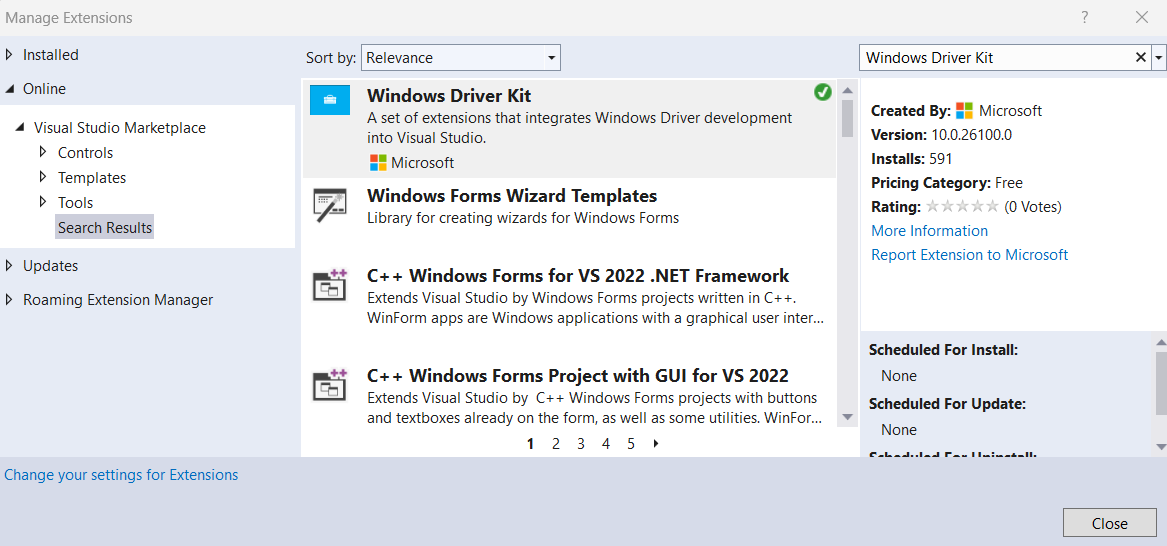 Manage Extensions
?
Installed
Online
Visual Studio Marketplace
Controls
Templates
Tools
Search Results
Updates
Roaming Extension Manager
Sort by: Relevance
Windows Driver Kit
A set of extensions that integrates Windows Driver development
into Visual Studio.
Microsoft
Windows Forms Wizard Templates
Library for creating wizards for Windows Forms
C++ Windows Forms for VS 2022 .NET Framework
Extends Visual Studio by Windows Forms projects written in C++.
WinForm apps are Windows applications with a graphical user inter...
C++ Windows Forms Project with GUI for VS 2022
Extends Visual Studio by  C++ Windows Forms projects with buttons
and textboxes already on the form, as well as some utilities. WinFor...
1 2 3 4 5
Windows Driver Kit
Created By: Microsoft
Version: 10.0.26100.0
Installs: 591
Pricing Category: Free
Rating: (0 Votes)
More Information
Report Extension to Microsoft
Scheduled For Install:
None
Scheduled For Update:
None
Scheduled For Uninstall:
Change your settings for Extensions
Close